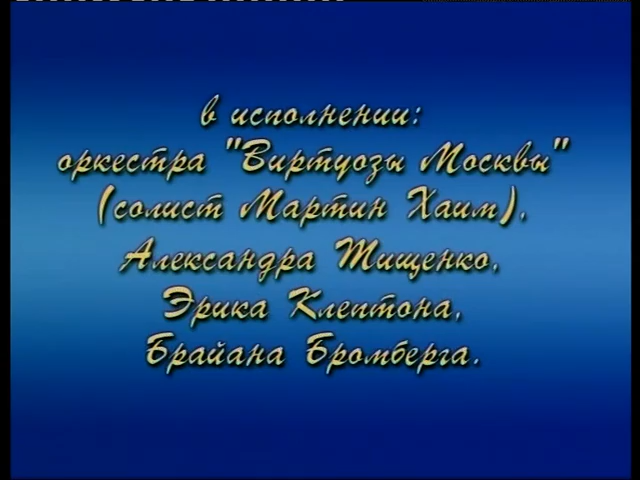 в исполнении:
оркестра "Виртуозы Москвы"
(солист Мартин Хаим),
Александра Тищенко,
Эрика Клептона,
Брайана Бромберга.